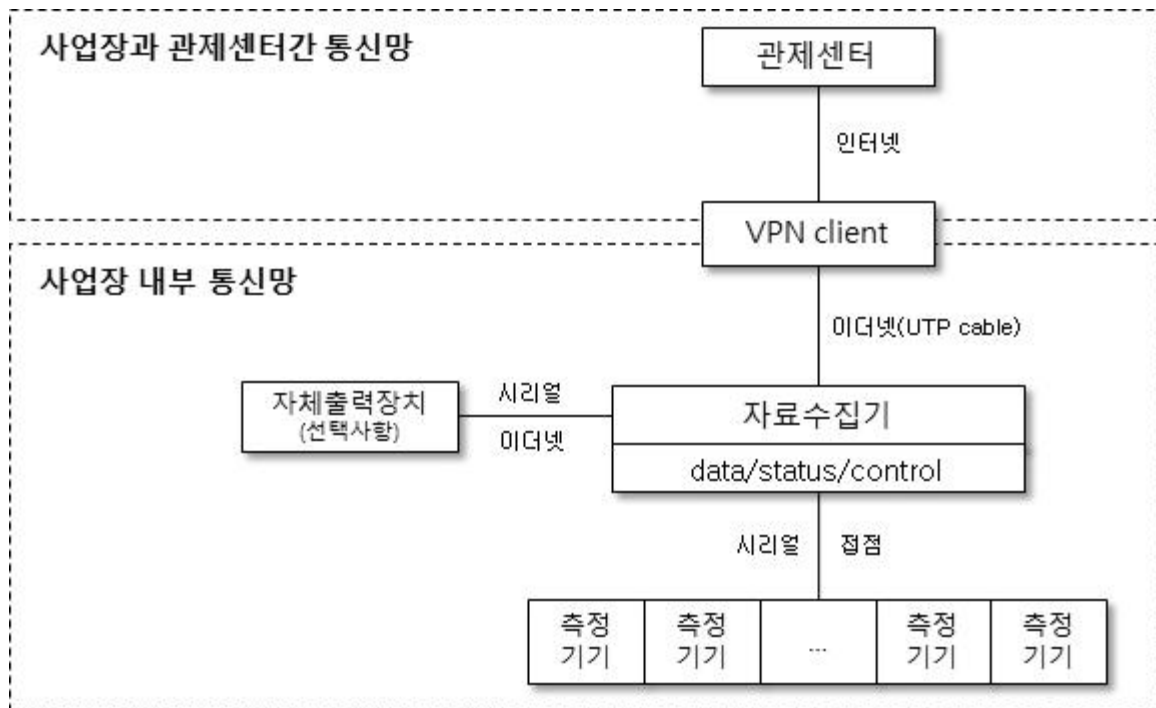 사업장과 관제센터간 통신망
관제센터
인터넷
VPN client
사업장 내부 통신망
이더넷(UTP cable)
자체출력장치
(선택사항)
시리얼
이더넷
자료수집기
data/status/control
시리얼 접점
측정 측정 ... 측정 측정
기기 기기 기기 기기